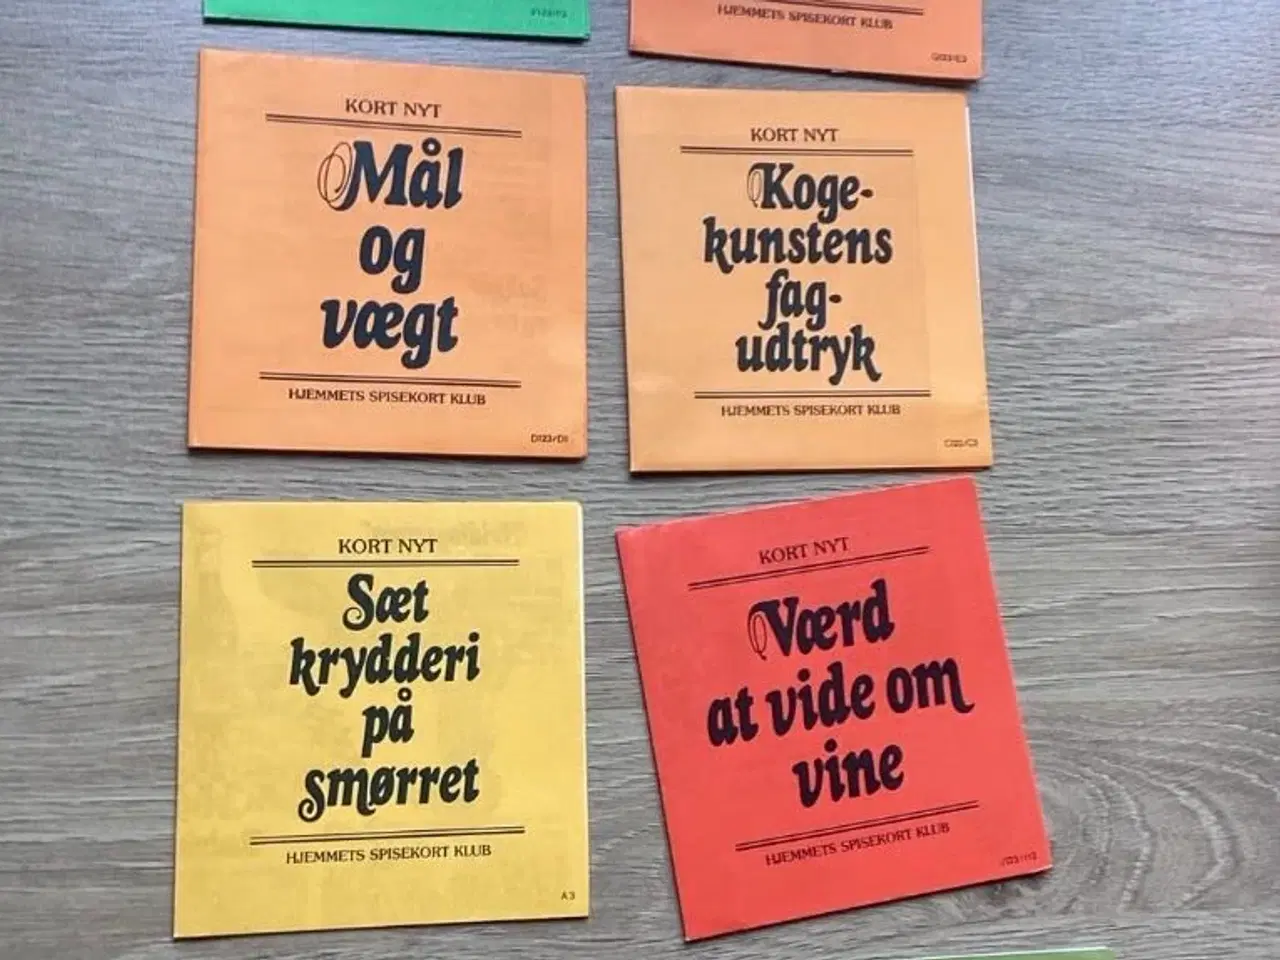 HJEMMETS SPISEKORT KLUB
KORT NYT
Mål
og
vægt
HJEMMETS SPISEKORT KLUB
D123/D1
KORT NYT
Koge-
kunstens
fag-
udtryk
HJEMMETS SPISEKORT KLUB
KORT NYT
Sæt
krydderi
på
smørret
HJEMMETS SPISEKORT KLUB
A3
KORT NYT
Værd
at vide om
vine
HJEMMETS SPISEKORT KLUB